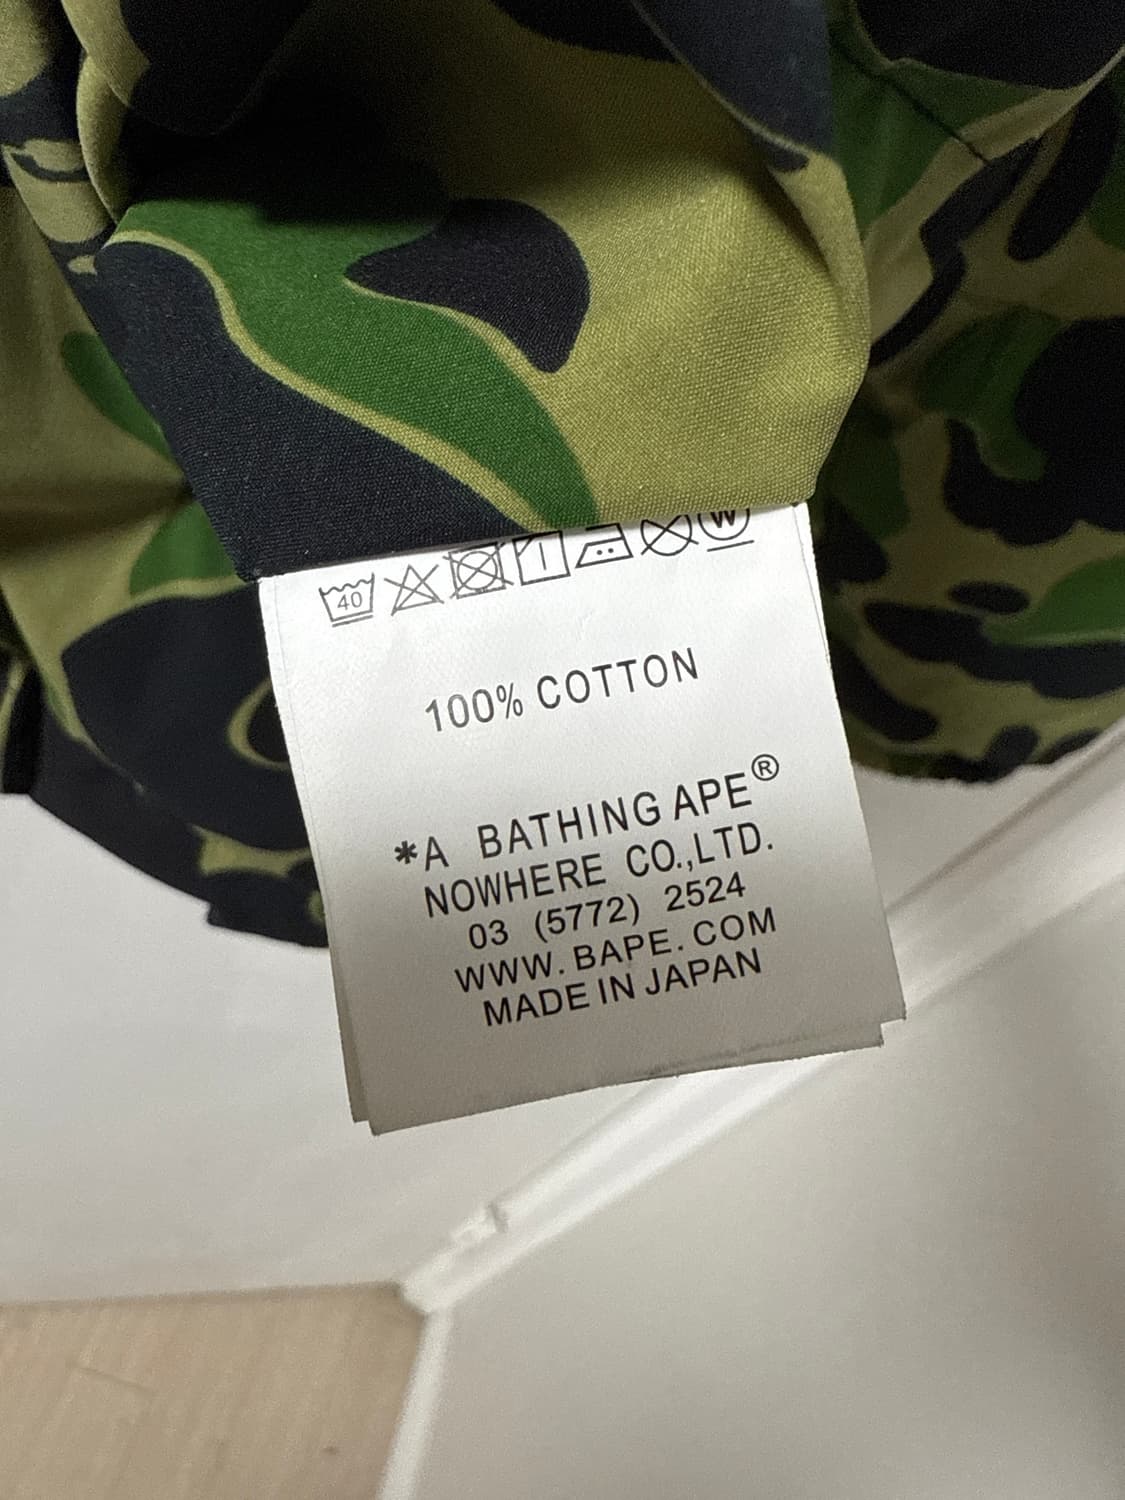 40 W
100% COTTON
*A BATHING APE®
NOWHERE CO.,LTD.
03 (5772) 2524
WWW.BAPE.COM
MADE IN JAPAN